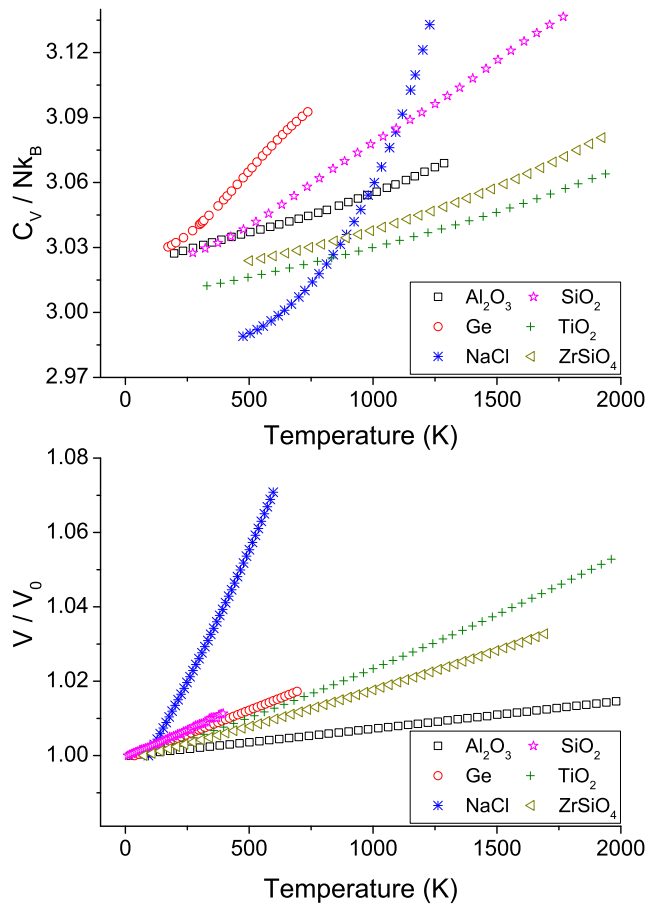 3.12
3.09
3.06
3.03
3.00
2.97
C_V / Nk_B
Al₂O₃ SiO₂
Ge TiO₂
NaCl ZrSiO₄
0 500 1000 1500 2000
Temperature (K)
1.08
1.06
1.04
1.02
1.00
V / V₀
Al₂O₃ SiO₂
Ge TiO₂
NaCl ZrSiO₄
0 500 1000 1500 2000
Temperature (K)